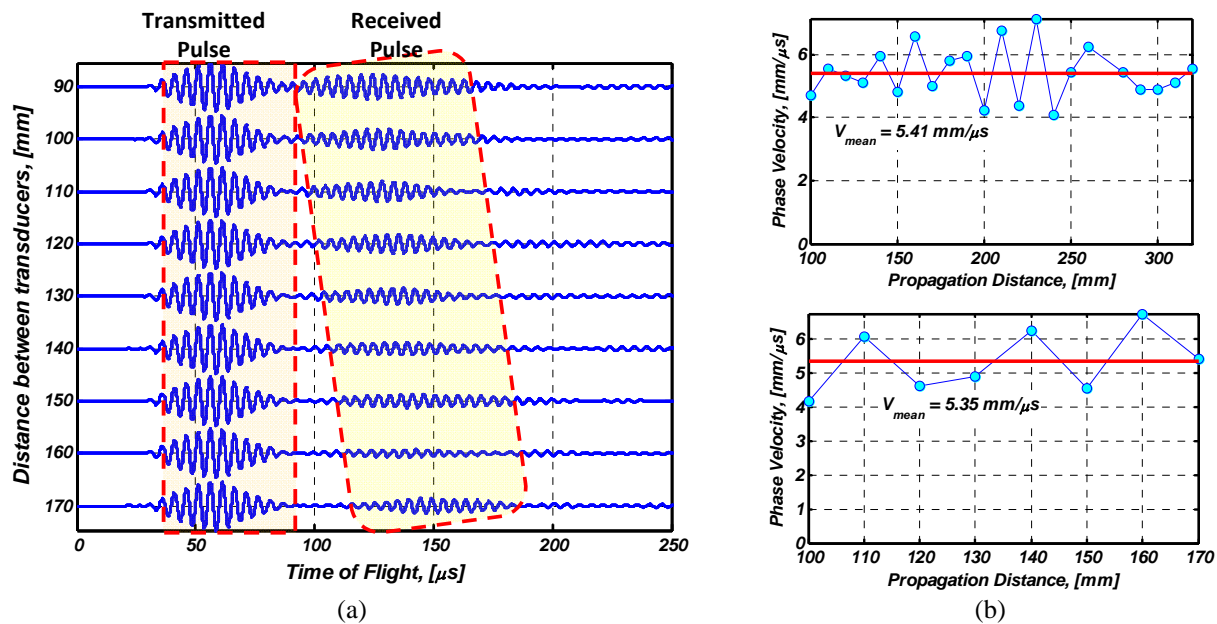 Transmitted
Pulse
Received
Pulse
Distance between transducers, [mm]
90
100
110
120
130
140
150
160
170
0
50
100
150
200
250
Time of Flight, [μs]
(a)
Phase Velocity, [mm/μs]
6
4
2
0
V_mean = 5.41 mm/μs
100
150
200
250
300
Propagation Distance, [mm]
Phase Velocity, [mm/μs]
6
5
4
3
2
1
0
V_mean = 5.35 mm/μs
100
110
120
130
140
150
160
170
Propagation Distance, [mm]
(b)